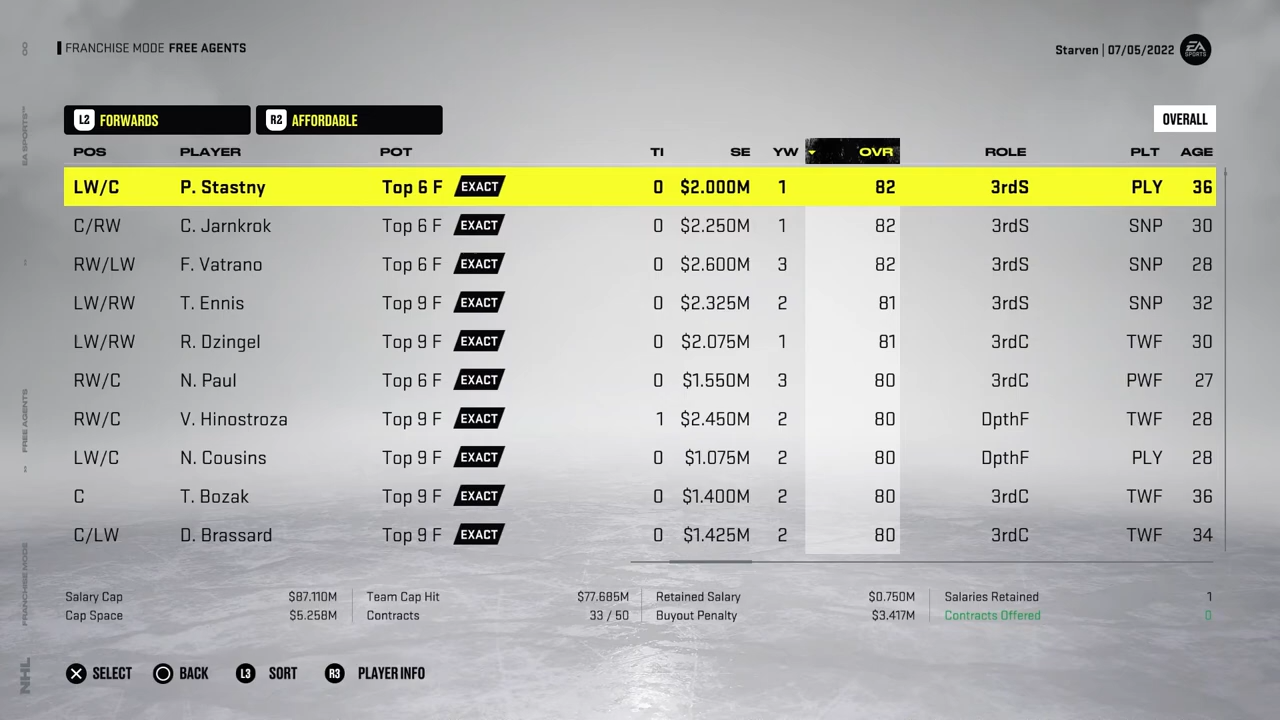 FRANCHISE MODE FREE AGENTS
Starven | 07/05/2022 EA SPORTS
L2 FORWARDS R2 AFFORDABLE OVERALL
POS PLAYER POT TI SE YW OVR ROLE PLT AGE
LW/C P. Stastny Top 6 F EXACT 0 $2.000M 1 82 3rdS PLY 36
C/RW C. Jarnkrok Top 6 F EXACT 0 $2.250M 1 82 3rdS SNP 30
RW/LW F. Vatrano Top 6 F EXACT 0 $2.600M 3 82 3rdS SNP 28
LW/RW T. Ennis Top 9 F EXACT 0 $2.325M 2 81 3rdS SNP 32
LW/RW R. Dzingel Top 9 F EXACT 0 $2.075M 1 81 3rdC TWF 30
RW/C N. Paul Top 6 F EXACT 0 $1.550M 3 80 3rdC PWF 27
RW/C V. Hinostroza Top 9 F EXACT 1 $2.450M 2 80 DpthF TWF 28
LW/C N. Cousins Top 9 F EXACT 0 $1.075M 2 80 DpthF PLY 28
C T. Bozak Top 9 F EXACT 0 $1.400M 2 80 3rdC TWF 36
C/LW D. Brassard Top 9 F EXACT 0 $1.425M 2 80 3rdC TWF 34
Salary Cap $87.110M Team Cap Hit $77.685M Retained Salary $0.750M Salaries Retained 1
Cap Space $5.258M Contracts 33 / 50 Buyout Penalty $3.417M Contracts Offered 0
SELECT BACK L3 SORT R3 PLAYER INFO
NHL FRANCHISE MODE FREE AGENTS EA SPORTS™